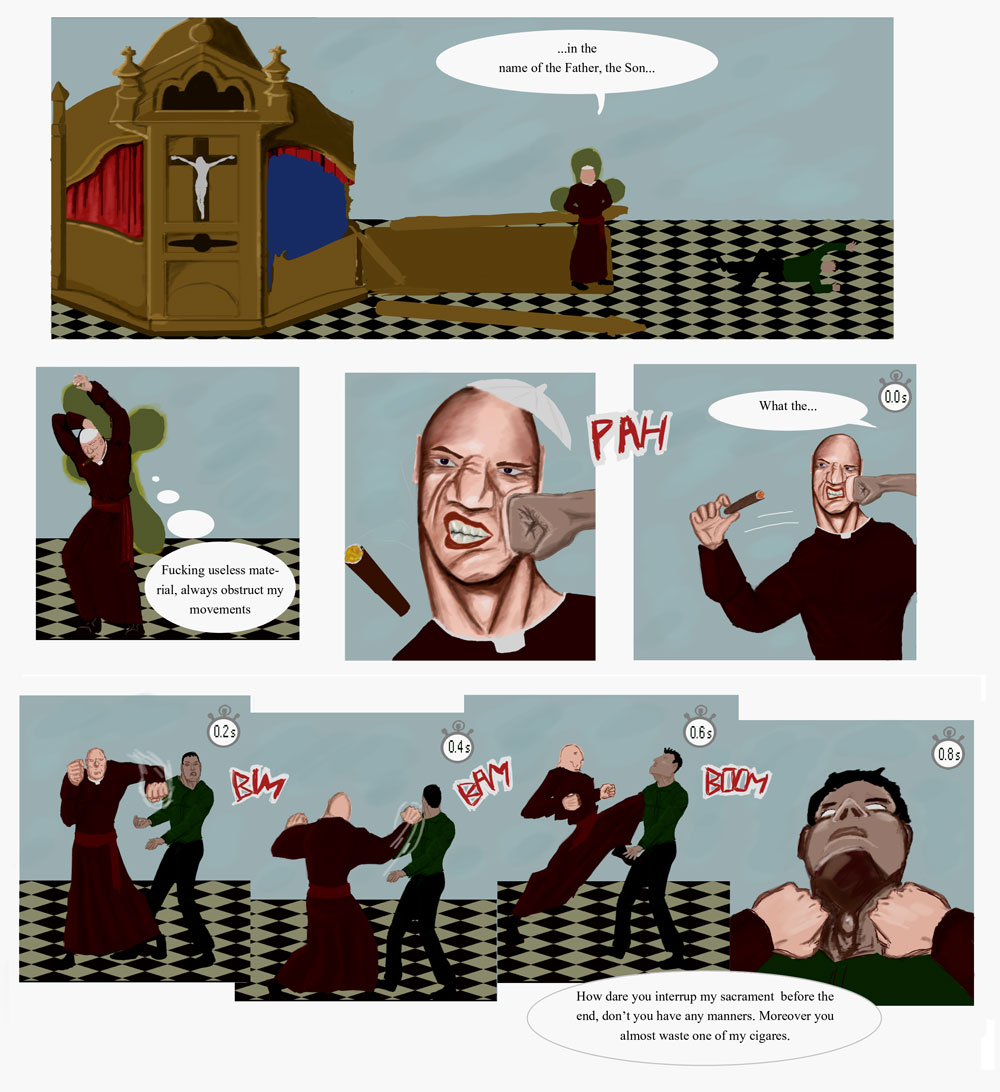 ...in the
name of the Father, the Son...
Fucking useless mate-
rial, always obstruct my
movements
PAH
What the...
0.0s
0.2s
BIM
0.4s
BAM
0.6s
BOOM
0.8s
How dare you interrup my sacrament before the
end, don't you have any manners. Moreover you
almost waste one of my cigares.